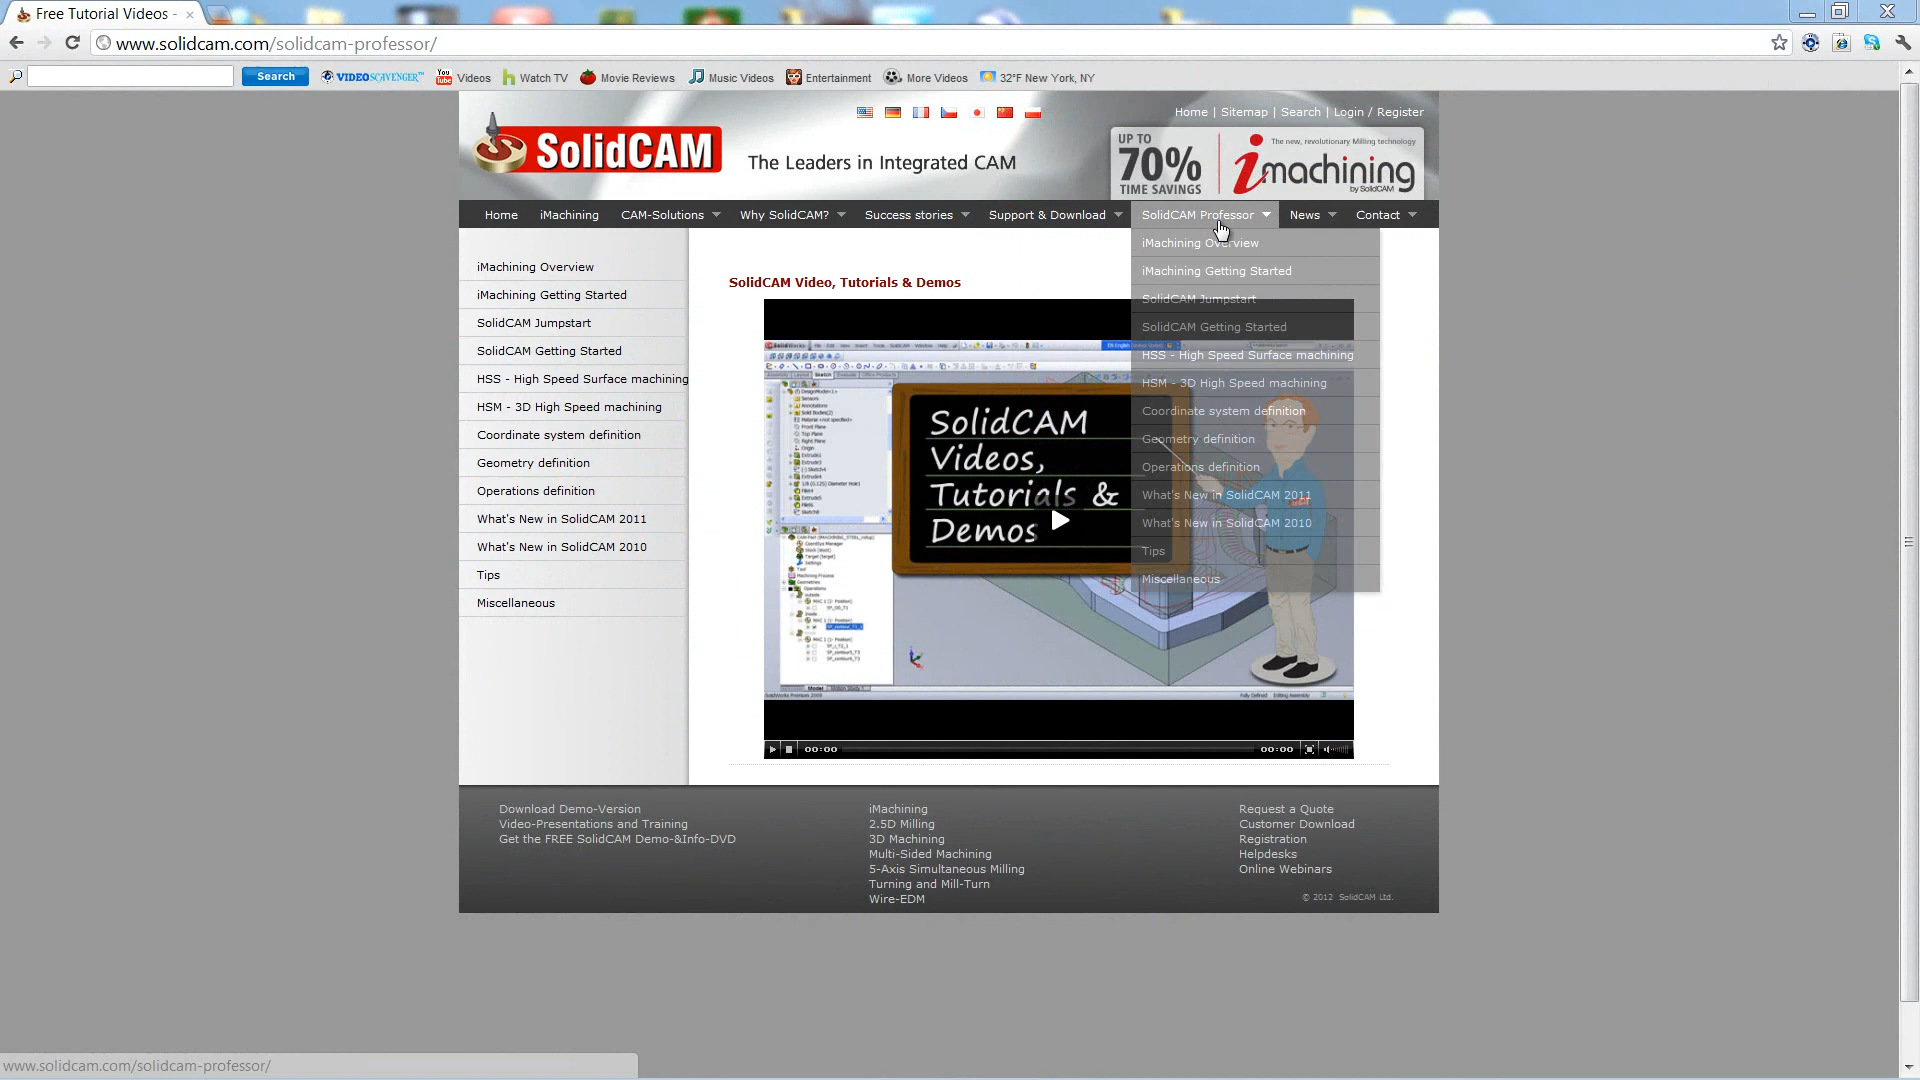 Free Tutorial Videos -
www.solidcam.com/solidcam-professor/
Search
VIDEOSCAVENGER™
You Tube Videos
Watch TV
Movie Reviews
Music Videos
Entertainment
More Videos
32°F New York, NY
Home | Sitemap | Search | Login / Register
SolidCAM
The Leaders in Integrated CAM
UP TO
70%
TIME SAVINGS
The new, revolutionary Milling technology
imachining
by SolidCAM
Home
iMachining
CAM-Solutions
Why SolidCAM?
Success stories
Support & Download
SolidCAM Professor
News
Contact
iMachining Overview
iMachining Getting Started
SolidCAM Jumpstart
SolidCAM Getting Started
HSS - High Speed Surface machining
HSM - 3D High Speed machining
Coordinate system definition
Geometry definition
Operations definition
What's New in SolidCAM 2011
What's New in SolidCAM 2010
Tips
Miscellaneous
iMachining Overview
iMachining Getting Started
SolidCAM Jumpstart
SolidCAM Getting Started
HSS - High Speed Surface machining
HSM - 3D High Speed machining
Coordinate system definition
Geometry definition
Operations definition
What's New in SolidCAM 2011
What's New in SolidCAM 2010
Tips
Miscellaneous
SolidCAM Video, Tutorials & Demos
SolidCAM
Videos,
Tutorials &
Demos
00:00
00:00
Download Demo-Version
Video-Presentations and Training
Get the FREE SolidCAM Demo-&Info-DVD
iMachining
2.5D Milling
3D Machining
Multi-Sided Machining
5-Axis Simultaneous Milling
Turning and Mill-Turn
Wire-EDM
Request a Quote
Customer Download
Registration
Helpdesks
Online Webinars
© 2012 SolidCAM Ltd.
www.solidcam.com/solidcam-professor/